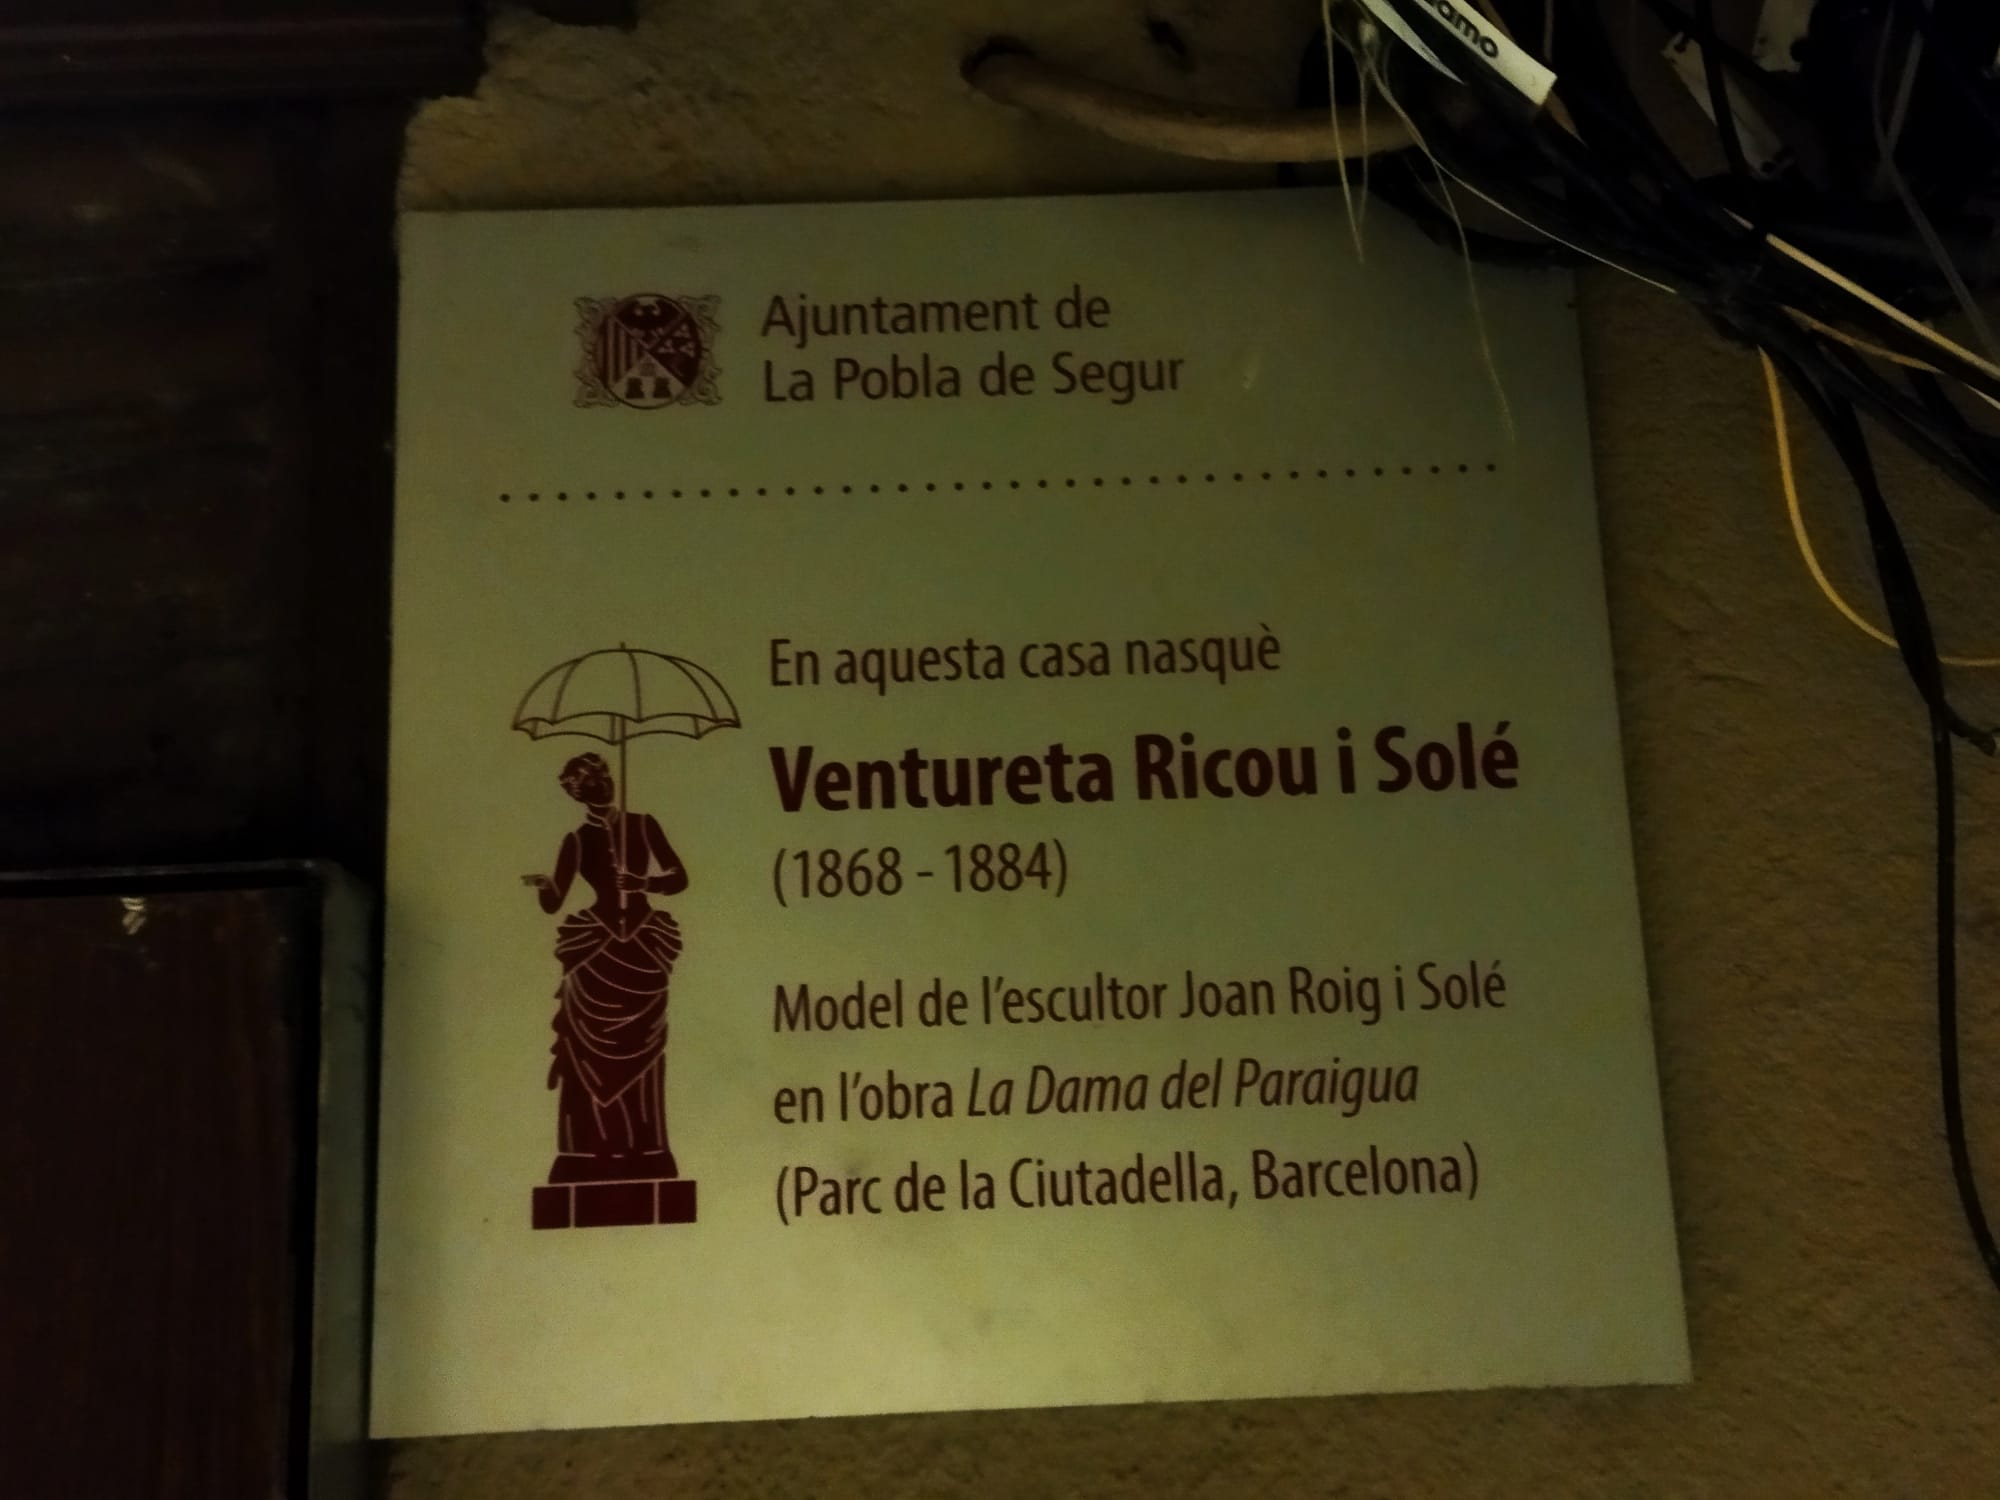 Ajuntament de
La Pobla de Segur
En aquesta casa nasquè
Ventureta Ricou i Solé
(1868 - 1884)
Model de l'escultor Joan Roig i Solé
en l'obra La Dama del Paraigua
(Parc de la Ciutadella, Barcelona)